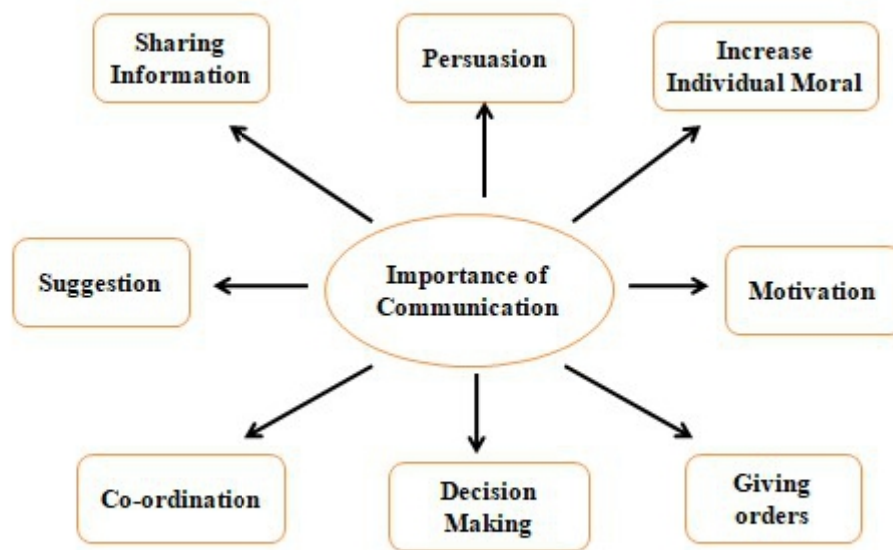 Sharing
Information
Persuasion
Increase
Individual Moral
Suggestion
Importance of
Communication
Motivation
Co-ordination
Decision
Making
Giving
orders